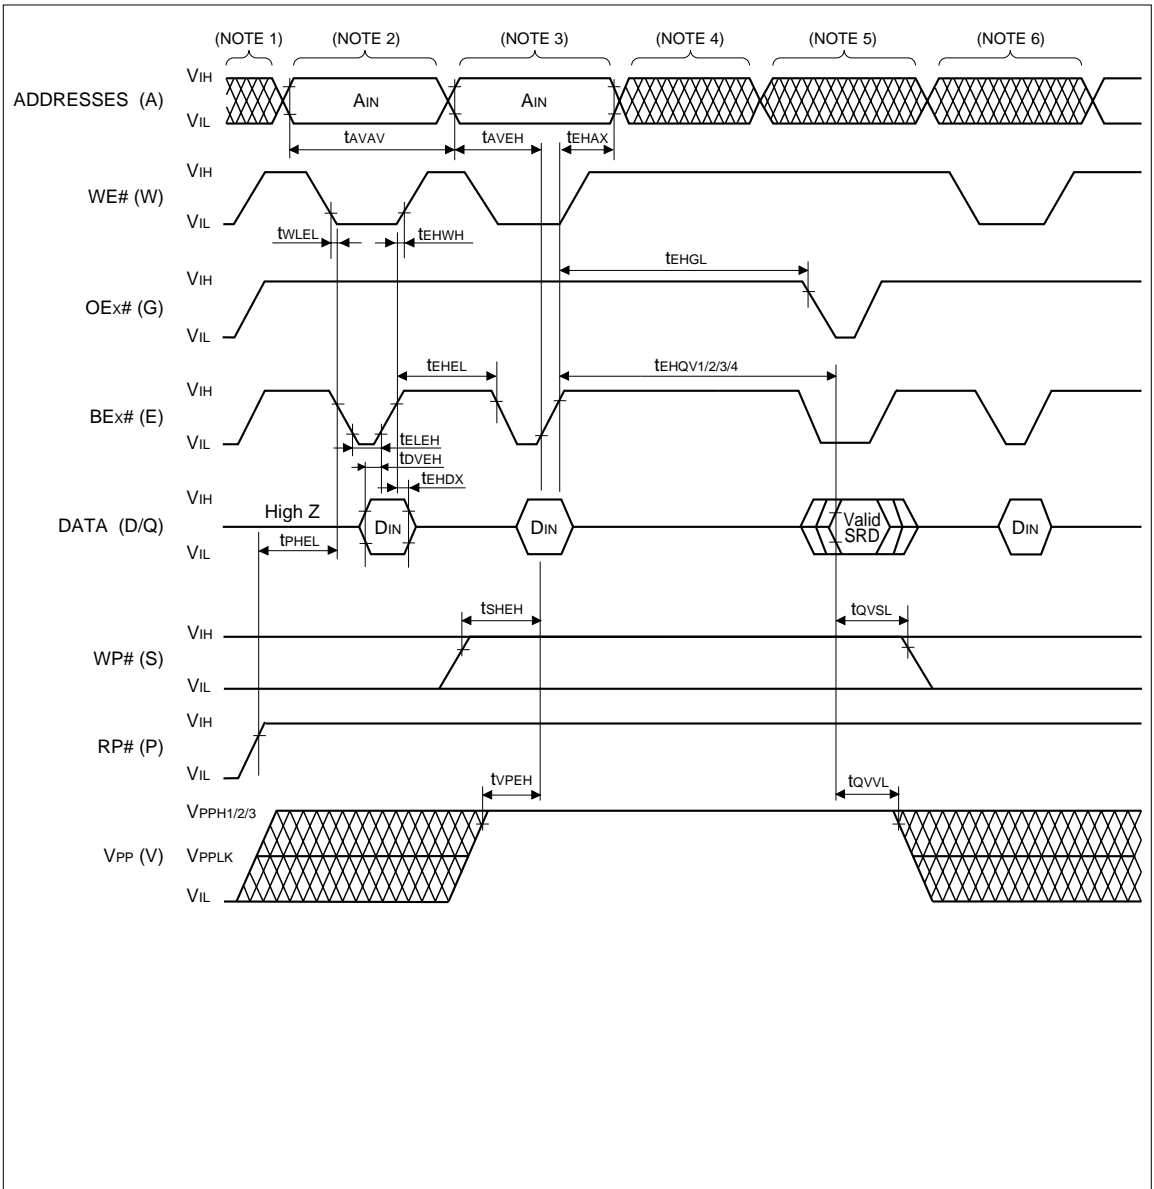 (NOTE 1) (NOTE 2) (NOTE 3) (NOTE 4) (NOTE 5) (NOTE 6)
VIH
ADDRESSES (A) AIN AIN
VIL
tAVAV tAVEH tEHAX
VIH
WE# (W)
VIL
tWLEL tEHWH
tEHGL
VIH
OEX# (G)
VIL
tEHEL tEHQV1/2/3/4
VIH
BEX# (E)
VIL
tELEH
tDVEH
tEHDX
VIH
High Z
DATA (D/Q) DIN DIN Valid SRD DIN
VIL
tPHEL
tSHEH tQVSL
VIH
WP# (S)
VIL
VIH
RP# (P)
VIL
tVPEH tQVVL
VPPH1/2/3
VPP (V) VPPLK
VIL